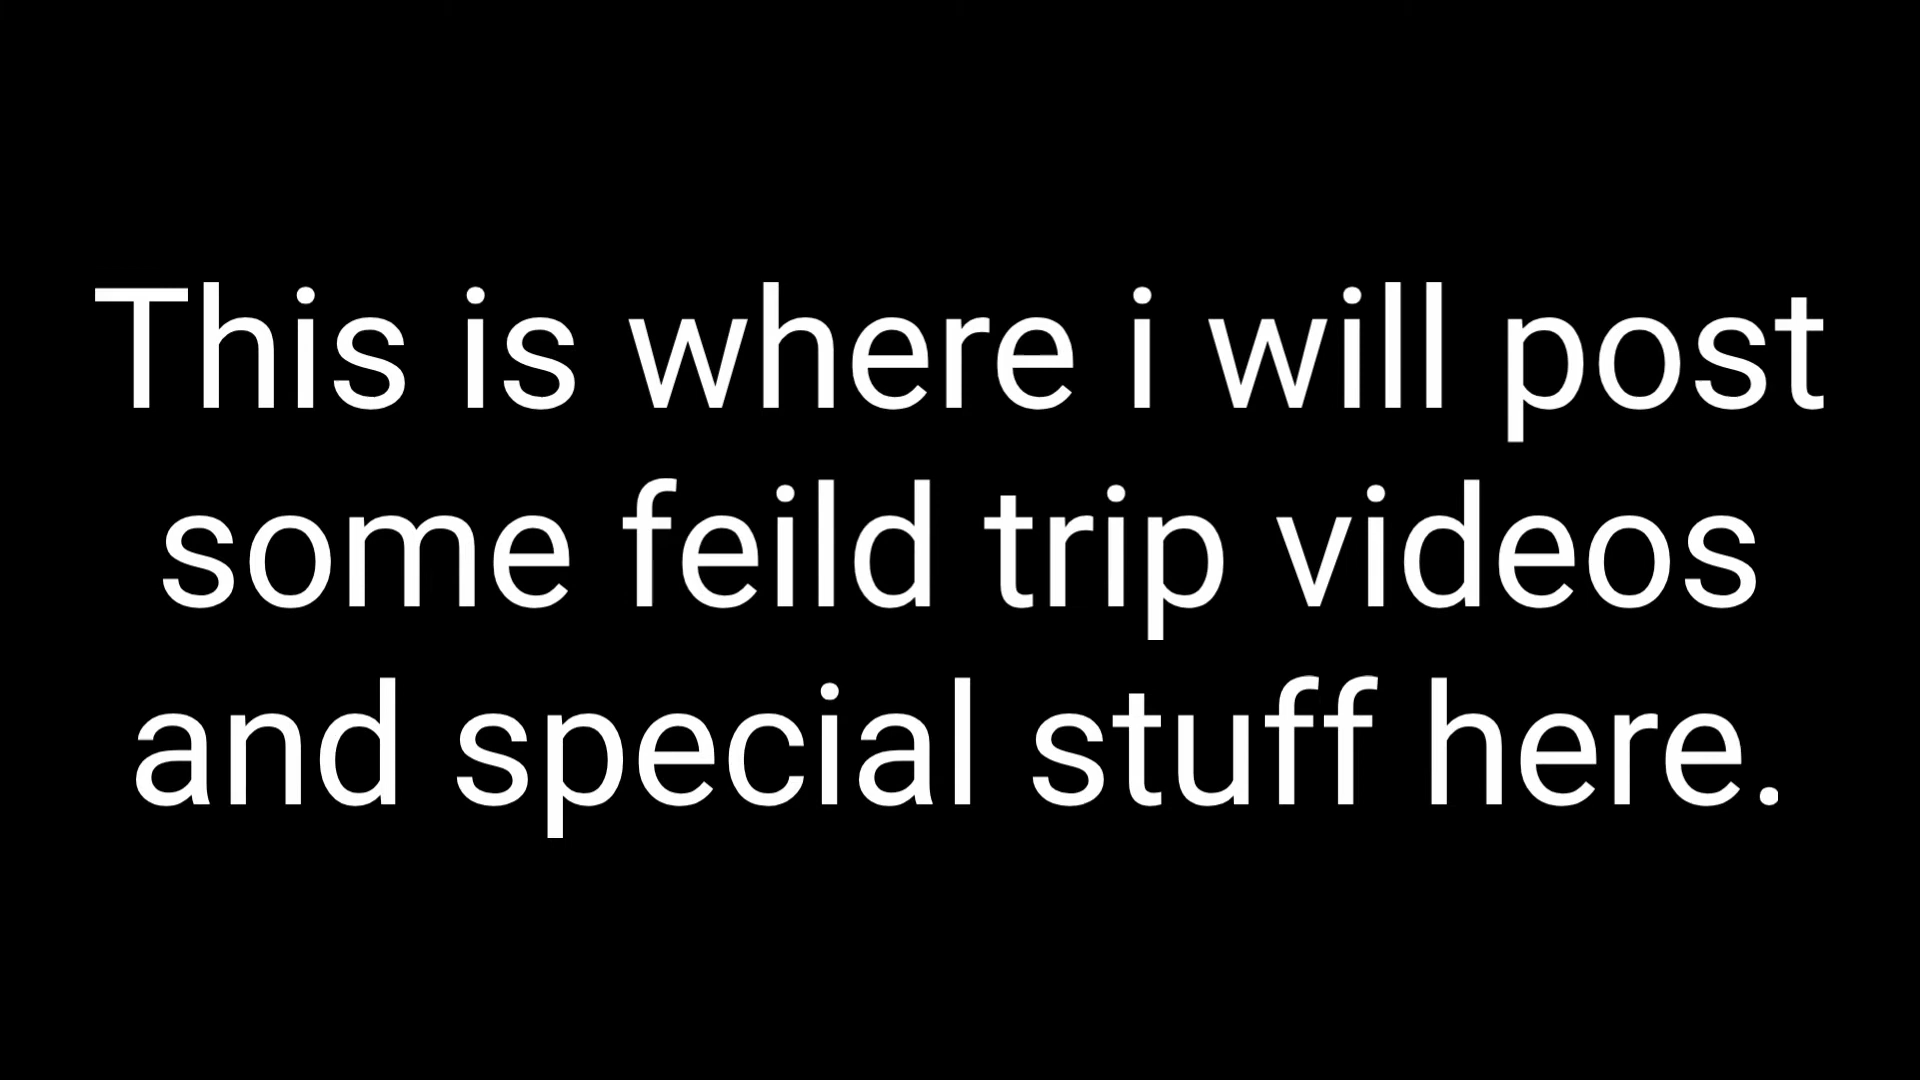 This is where i will post
some feild trip videos
and special stuff here.